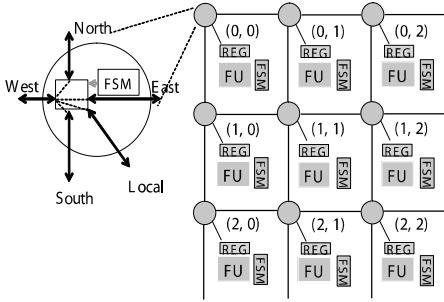 North
FSM
West
East
South
Local
(0, 0) (0, 1) (0, 2)
REG REG REG
FU FSM FU FSM FU FSM
(1, 0) (1, 1) (1, 2)
REG REG REG
FU FSM FU FSM FU FSM
(2, 0) (2, 1) (2, 2)
REG REG REG
FU FSM FU FSM FU FSM